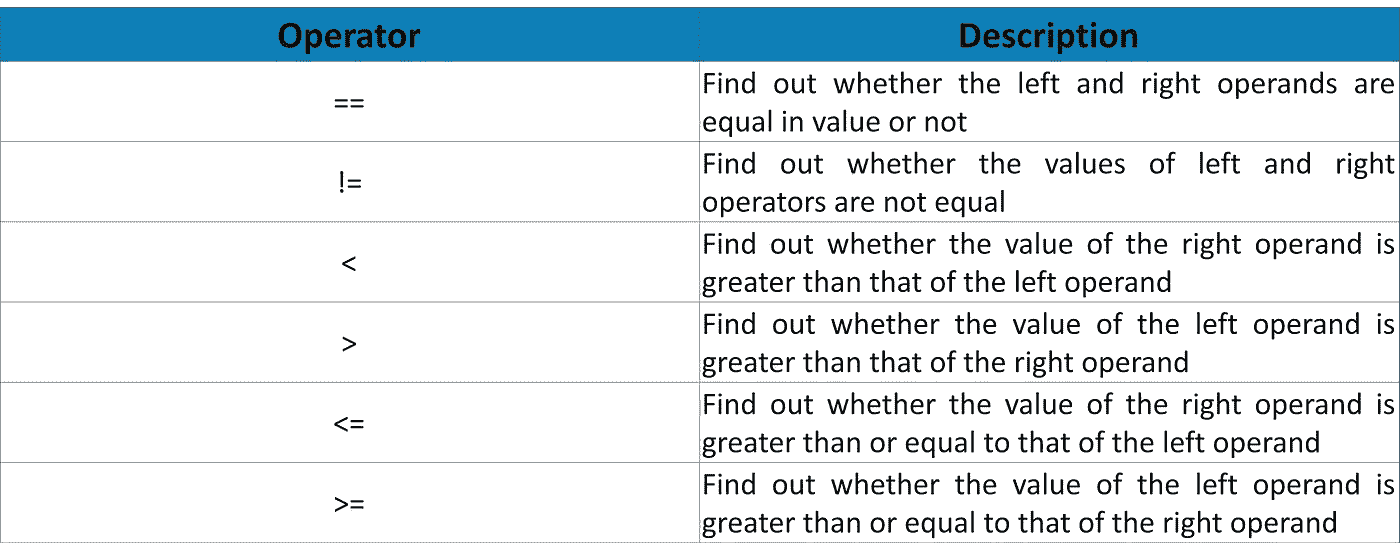 Operator Description
==
Find out whether the left and right operands are
equal in value or not
!=
Find out whether the values of left and right
operators are not equal
<
Find out whether the value of the right operand is
greater than that of the left operand
>
Find out whether the value of the left operand is
greater than that of the right operand
<=
Find out whether the value of the right operand is
greater than or equal to that of the left operand
>=
Find out whether the value of the left operand is
greater than or equal to that of the right operand